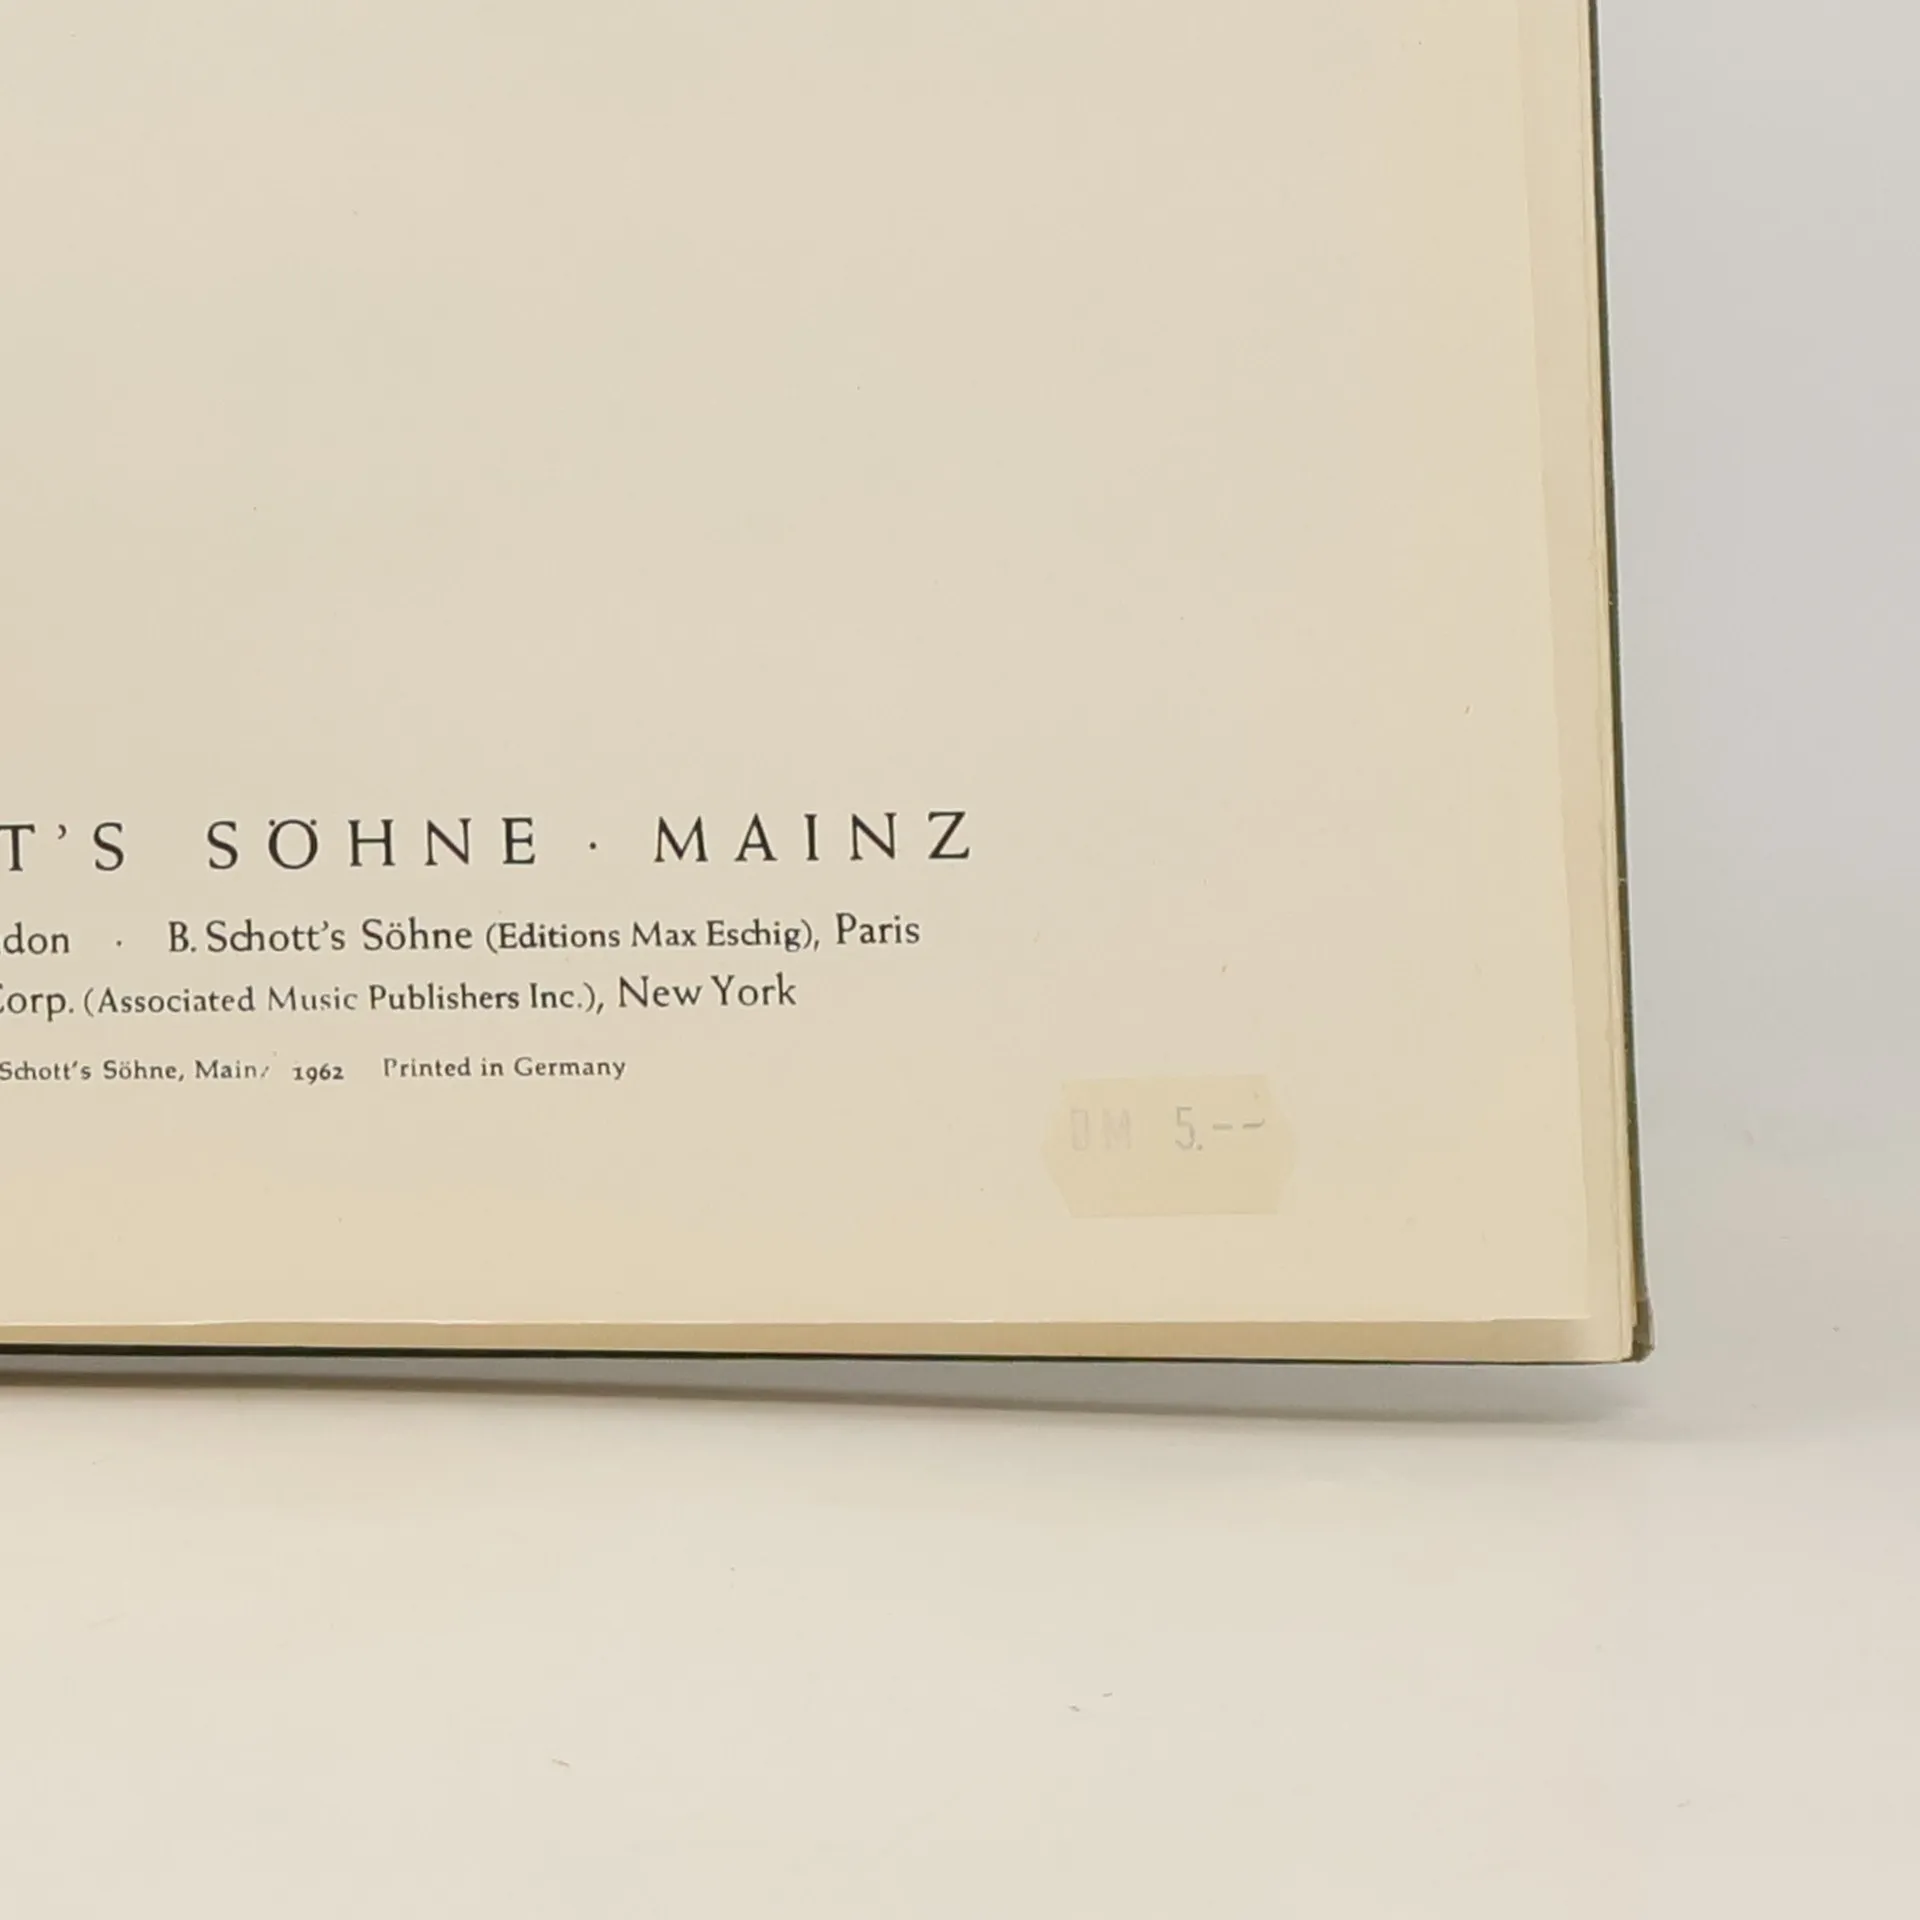 T'S SÖHNE · MAINZ
don · B. Schott's Söhne (Editions Max Eschig), Paris
Corp. (Associated Music Publishers Inc.), New York
Schott's Söhne, Mainz 1962 Printed in Germany
DM 5.--